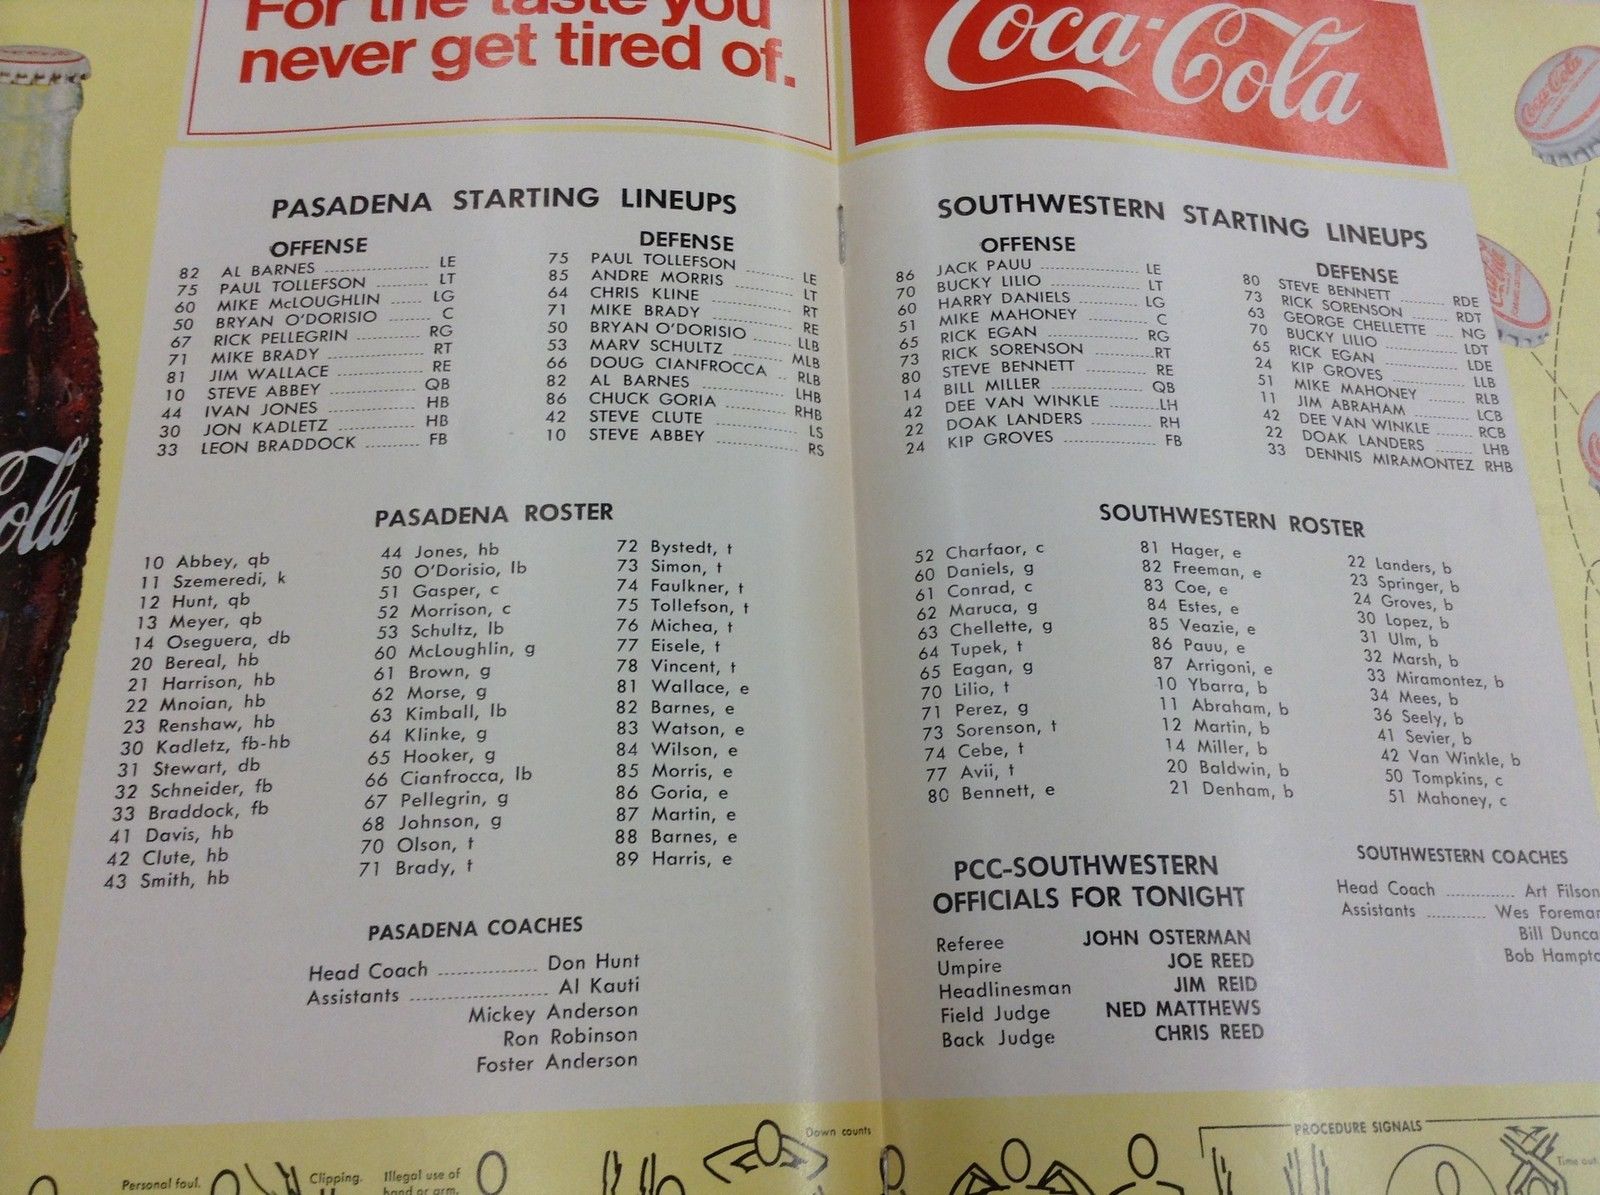 For the taste you
never get tired of.
Coca-Cola
PASADENA STARTING LINEUPS
OFFENSE
82 AL BARNES LE
75 PAUL TOLLEFSON LT
60 MIKE McLOUGHLIN LG
50 BRYAN O'DORISIO C
67 RICK PELLEGRIN RG
71 MIKE BRADY RT
81 JIM WALLACE RE
10 STEVE ABBEY QB
44 IVAN JONES HB
30 JON KADLETZ HB
33 LEON BRADDOCK FB
DEFENSE
75 PAUL TOLLEFSON LE
85 ANDRE MORRIS LT
64 CHRIS KLINE RT
71 MIKE BRADY RE
50 BRYAN O'DORISIO LLB
53 MARV SCHULTZ MLB
66 DOUG CIANFROCCA RLB
82 AL BARNES LHB
86 CHUCK GORIA RHB
42 STEVE CLUTE LS
10 STEVE ABBEY RS
PASADENA ROSTER
10 Abbey, qb
11 Szemeredi, k
12 Hunt, qb
13 Meyer, qb
14 Oseguera, db
20 Bereal, hb
21 Harrison, hb
22 Mnoian, hb
23 Renshaw, hb
30 Kadletz, fb-hb
31 Stewart, db
32 Schneider, fb
33 Braddock, fb
41 Davis, hb
42 Clute, hb
43 Smith, hb
44 Jones, hb
50 O'Dorisio, lb
51 Gasper, c
52 Morrison, c
53 Schultz, lb
60 McLoughlin, g
61 Brown, g
62 Morse, g
63 Kimball, lb
64 Klinke, g
65 Hooker, g
66 Cianfrocca, lb
67 Pellegrin, g
68 Johnson, g
70 Olson, t
71 Brady, t
72 Bystedt, t
73 Simon, t
74 Faulkner, t
75 Tollefson, t
76 Michea, t
77 Eisele, t
78 Vincent, t
81 Wallace, e
82 Barnes, e
83 Watson, e
84 Wilson, e
85 Morris, e
86 Goria, e
87 Martin, e
88 Barnes, e
89 Harris, e
PASADENA COACHES
Head Coach Don Hunt
Assistants Al Kauti
Mickey Anderson
Ron Robinson
Foster Anderson
SOUTHWESTERN STARTING LINEUPS
OFFENSE
86 JACK PAUU LE
70 BUCKY LILIO LT
60 HARRY DANIELS LG
51 MIKE MAHONEY C
65 RICK EGAN RG
73 RICK SORENSON RT
80 STEVE BENNETT RE
14 BILL MILLER QB
42 DEE VAN WINKLE LH
22 DOAK LANDERS RH
24 KIP GROVES FB
DEFENSE
80 STEVE BENNETT RDE
73 RICK SORENSON RDT
63 GEORGE CHELLETTE NG
70 BUCKY LILIO LDT
65 RICK EGAN LDE
24 KIP GROVES LLB
51 MIKE MAHONEY RLB
11 JIM ABRAHAM LCB
42 DEE VAN WINKLE RCB
22 DOAK LANDERS LHB
33 DENNIS MIRAMONTEZ RHB
SOUTHWESTERN ROSTER
52 Charfaor, c
60 Daniels, g
61 Conrad, c
62 Maruca, g
63 Chellette, g
64 Tupek, t
65 Eagan, g
70 Lilio, t
71 Perez, g
73 Sorenson, t
74 Cebe, t
77 Avii, t
80 Bennett, e
81 Hager, e
82 Freeman, e
83 Coe, e
84 Estes, e
85 Veazie, e
86 Pauu, e
87 Arrigoni, e
10 Ybarra, b
11 Abraham, b
12 Martin, b
14 Miller, b
20 Baldwin, b
21 Denham, b
22 Landers, b
23 Springer, b
24 Groves, b
30 Lopez, b
31 Ulm, b
32 Marsh, b
33 Miramontez, b
34 Mees, b
36 Seely, b
41 Sevier, b
42 Van Winkle, b
50 Tompkins, c
51 Mahoney, c
PCC-SOUTHWESTERN
OFFICIALS FOR TONIGHT
Referee JOHN OSTERMAN
Umpire JOE REED
Headlinesman JIM REID
Field Judge NED MATTHEWS
Back Judge CHRIS REED
SOUTHWESTERN COACHES
Head Coach Art Filson
Assistants Wes Foreman
Bill Dunca
Bob Hampto
Personal foul.
Clipping.
Illegal use of
hand or arm.
Down counts
PROCEDURE SIGNALS
Time out